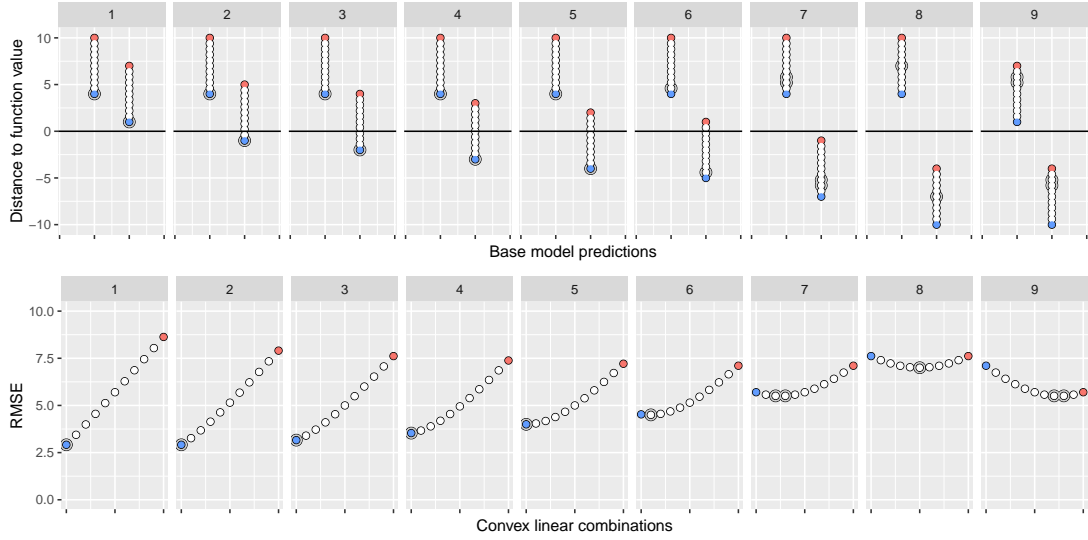 1 2 3 4 5 6 7 8 9
Distance to function value
10
5
0
−5
−10
Base model predictions
1 2 3 4 5 6 7 8 9
RMSE
10.0
7.5
5.0
2.5
0.0
Convex linear combinations